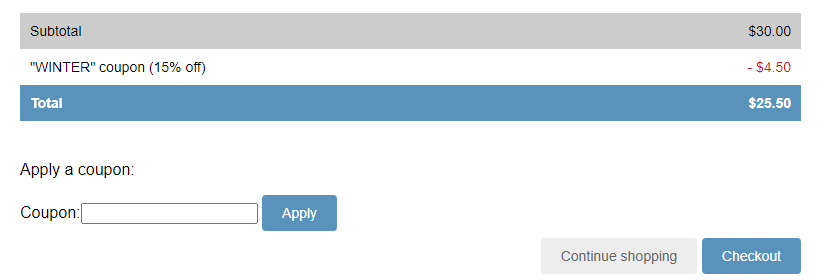 Subtotal $30.00
"WINTER" coupon (15% off) - $4.50
Total $25.50
Apply a coupon:
Coupon: Apply
Continue shopping Checkout